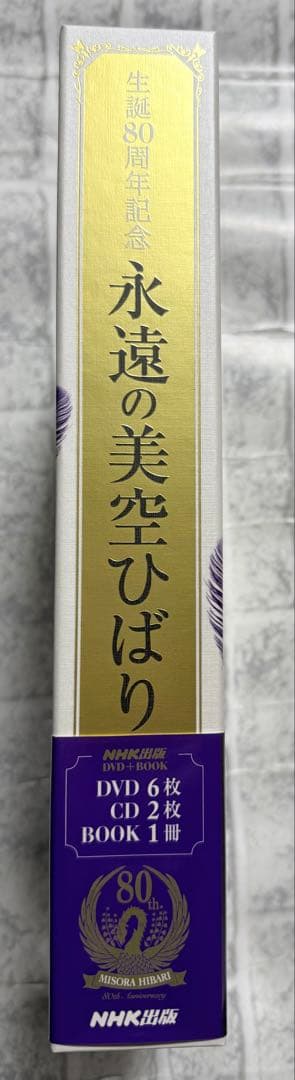 生誕80周年記念
永遠の美空ひばり
NHK出版
DVD+BOOK
DVD 6枚
CD 2枚
BOOK 1冊
80th.
MISORA HIBARI
80th. Anniversary
NHK出版